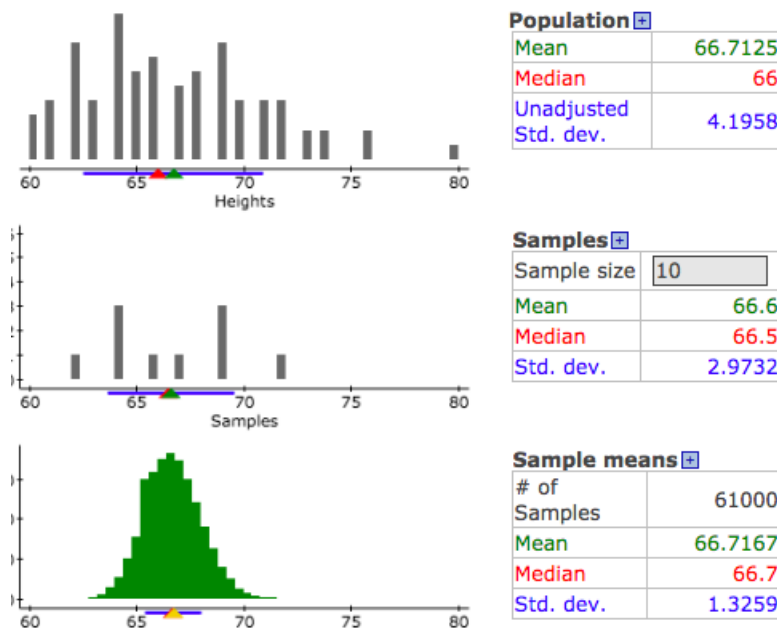 60 65 70 75 80
Heights
Population +
Mean 66.7125
Median 66
Unadjusted
Std. dev. 4.1958
60 65 70 75 80
Samples
Samples +
Sample size 10
Mean 66.6
Median 66.5
Std. dev. 2.9732
60 65 70 75 80
Sample means +
# of
Samples 61000
Mean 66.7167
Median 66.7
Std. dev. 1.3259